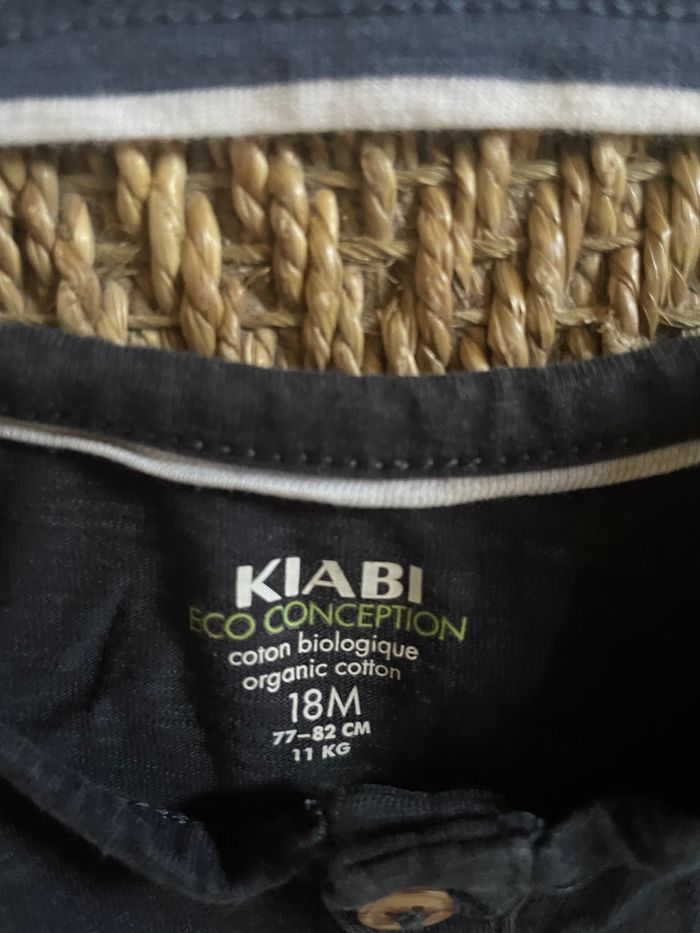 KIABI
ECO CONCEPTION
coton biologique
organic cotton
18M
77–82 CM
11 KG